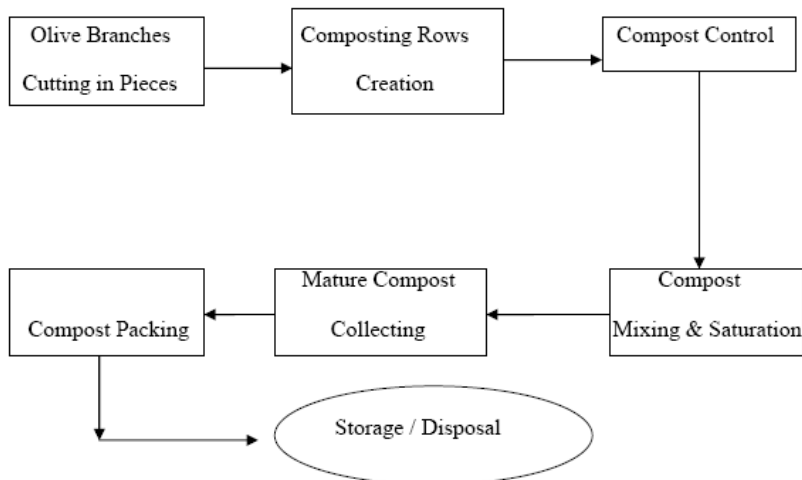 Olive Branches
Cutting in Pieces
Composting Rows
Creation
Compost Control
Compost
Mixing & Saturation
Mature Compost
Collecting
Compost Packing
Storage / Disposal